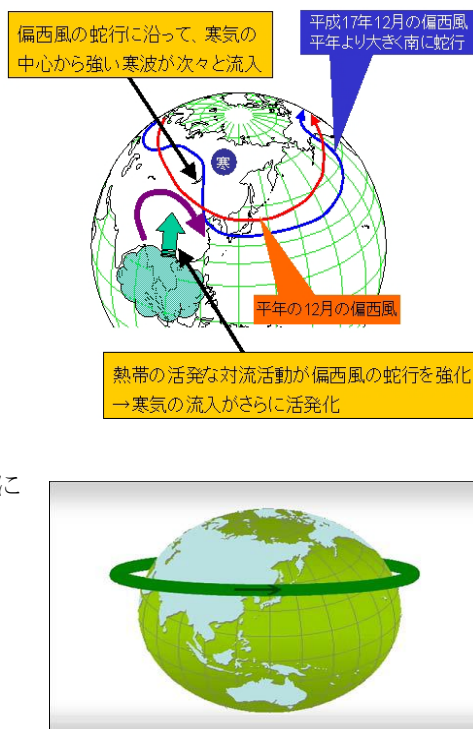 偏西風の蛇行に沿って、寒気の
中心から強い寒波が次々と流入
平成17年12月の偏西風
平年より大きく南に蛇行
寒
平年の12月の偏西風
熱帯の活発な対流活動が偏西風の蛇行を強化
→寒気の流入がさらに活発化
に